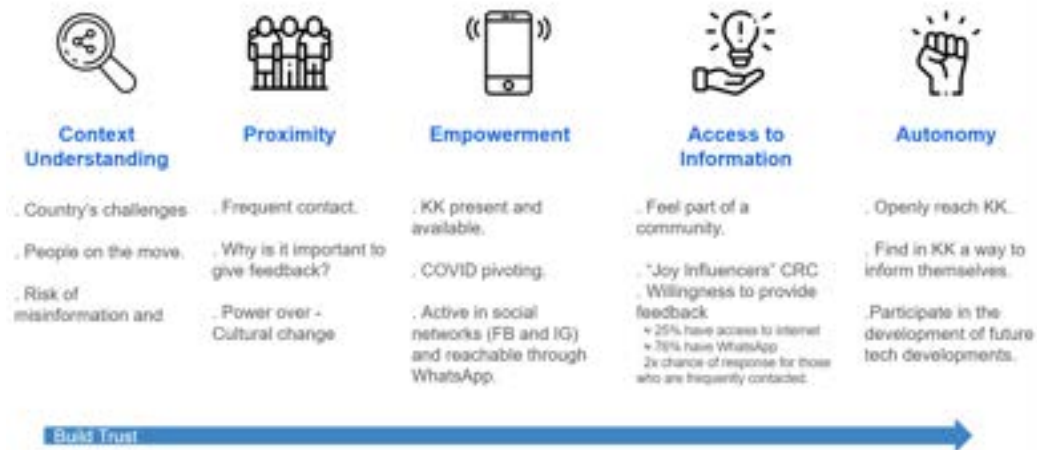 Context
Understanding
. Country's challenges
. People on the move.
. Risk of
misinformation and
Proximity
. Frequent contact.
. Why is it important to
give feedback?
. Power over -
Cultural change
Empowerment
. KK present and
available.
. COVID pivoting.
. Active in social
networks (FB and IG)
and reachable through
WhatsApp.
Access to
Information
. Feel part of a
community.
. "Joy Influencers" CRC
. Willingness to provide
feedback
25% have access to internet
76% have WhatsApp
2x chance of response for those
who are frequently contacted.
Autonomy
. Openly reach KK.
. Find in KK a way to
inform themselves.
.Participate in the
development of future
tech developments.
Build Trust